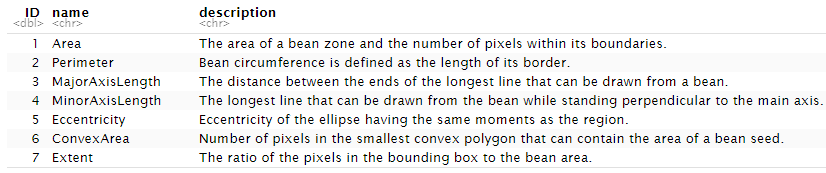 ID name description
<dbl> <chr> <chr>
1 Area The area of a bean zone and the number of pixels within its boundaries.
2 Perimeter Bean circumference is defined as the length of its border.
3 MajorAxisLength The distance between the ends of the longest line that can be drawn from a bean.
4 MinorAxisLength The longest line that can be drawn from the bean while standing perpendicular to the main axis.
5 Eccentricity Eccentricity of the ellipse having the same moments as the region.
6 ConvexArea Number of pixels in the smallest convex polygon that can contain the area of a bean seed.
7 Extent The ratio of the pixels in the bounding box to the bean area.